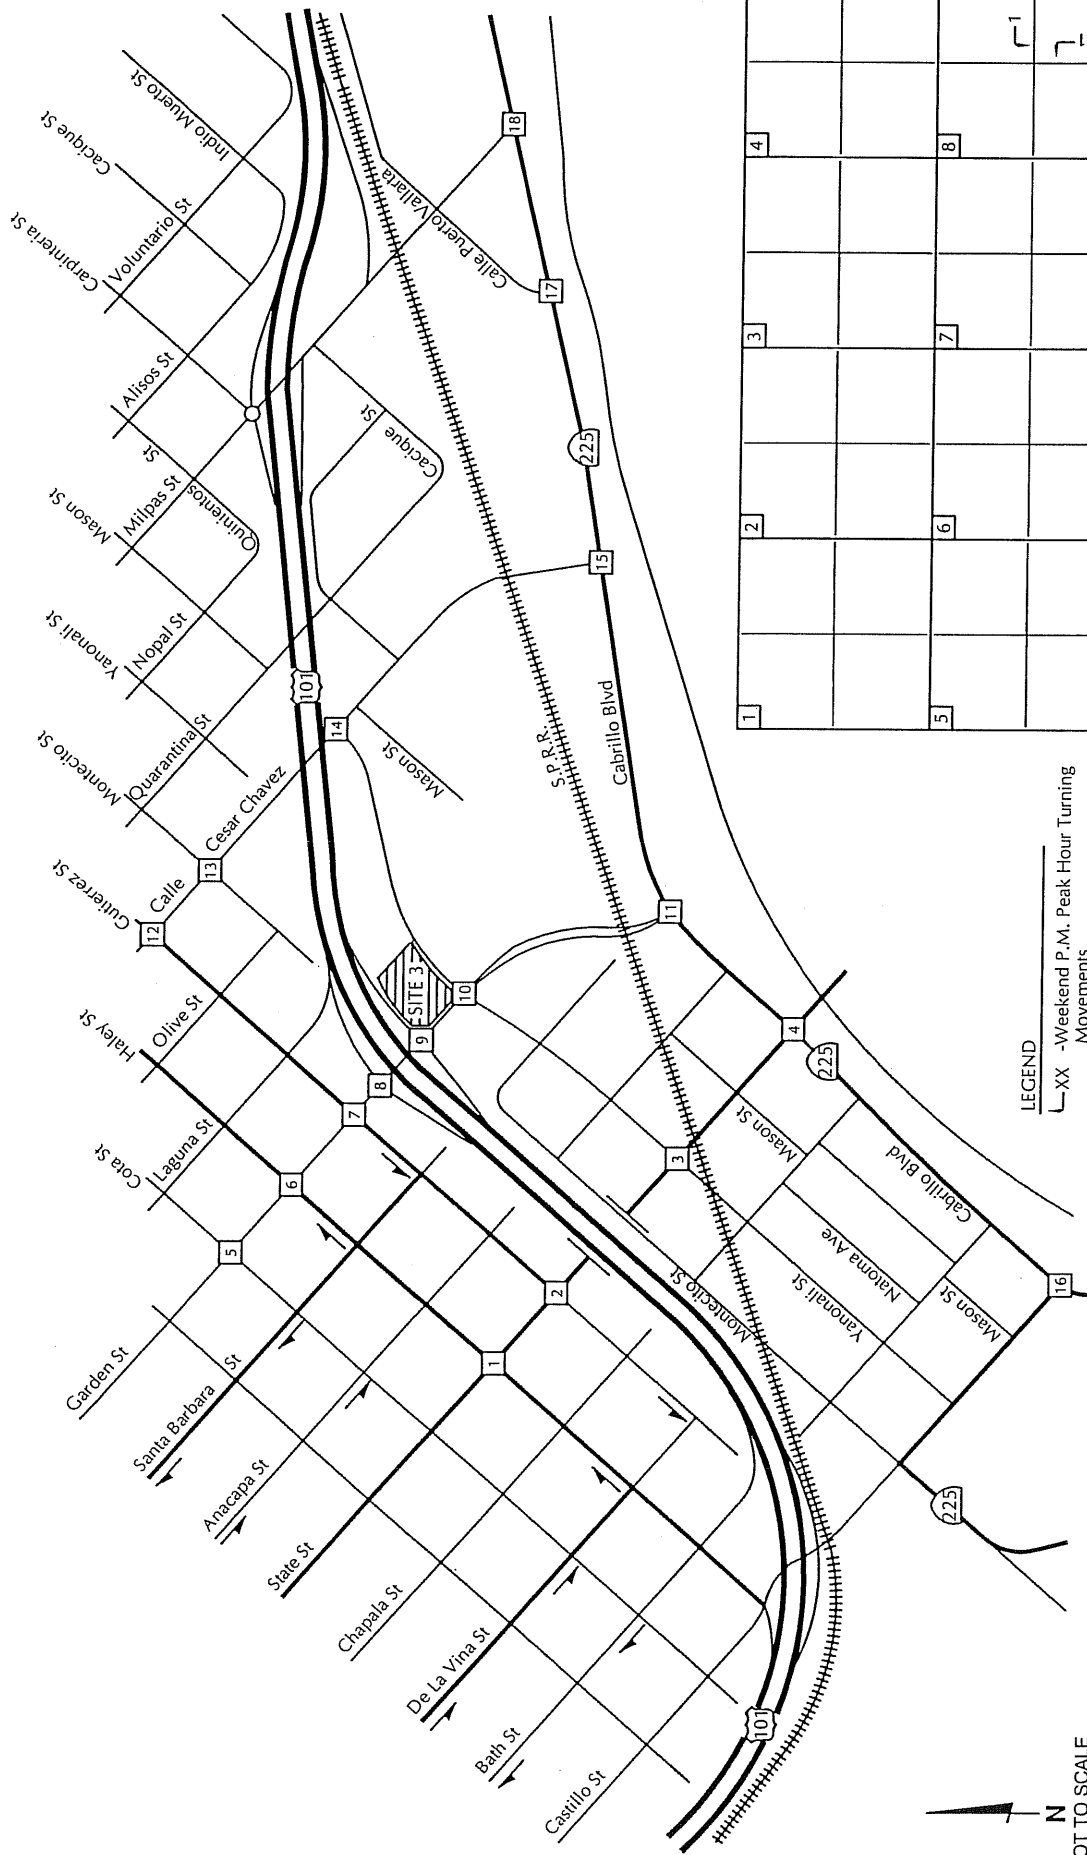 Indio Muerto St
Cacique St
Carpinteria St
Voluntario St
Alisos St
St
Quinientos
Milpas St
Mason St
Nopal St
Yanonali St
Quarantina St
Montecito St
Gutierrez St
Calle
Cesar Chavez
Haley St
Olive St
Cota St
Laguna St
Garden St
Santa Barbara St
Anacapa St
State St
Chapala St
De La Vina St
Bath St
Castillo St
Calle Puerto Vallarta
Cacique
St
Mason St
S.P.R.R.
Cabrillo Blvd
SITE 3
Mason St
Natoma Ave
Yanonali St
Montecito St
Mason St
Cabrillo Blvd
101
101
225
225
225
1
2
3
4
5
6
7
8
9
10
11
12
13
14
15
16
17
18
1
2
3
4
5
6
7
8
1
LEGEND
XX -Weekend P.M. Peak Hour Turning
Movements
N
OT TO SCALE